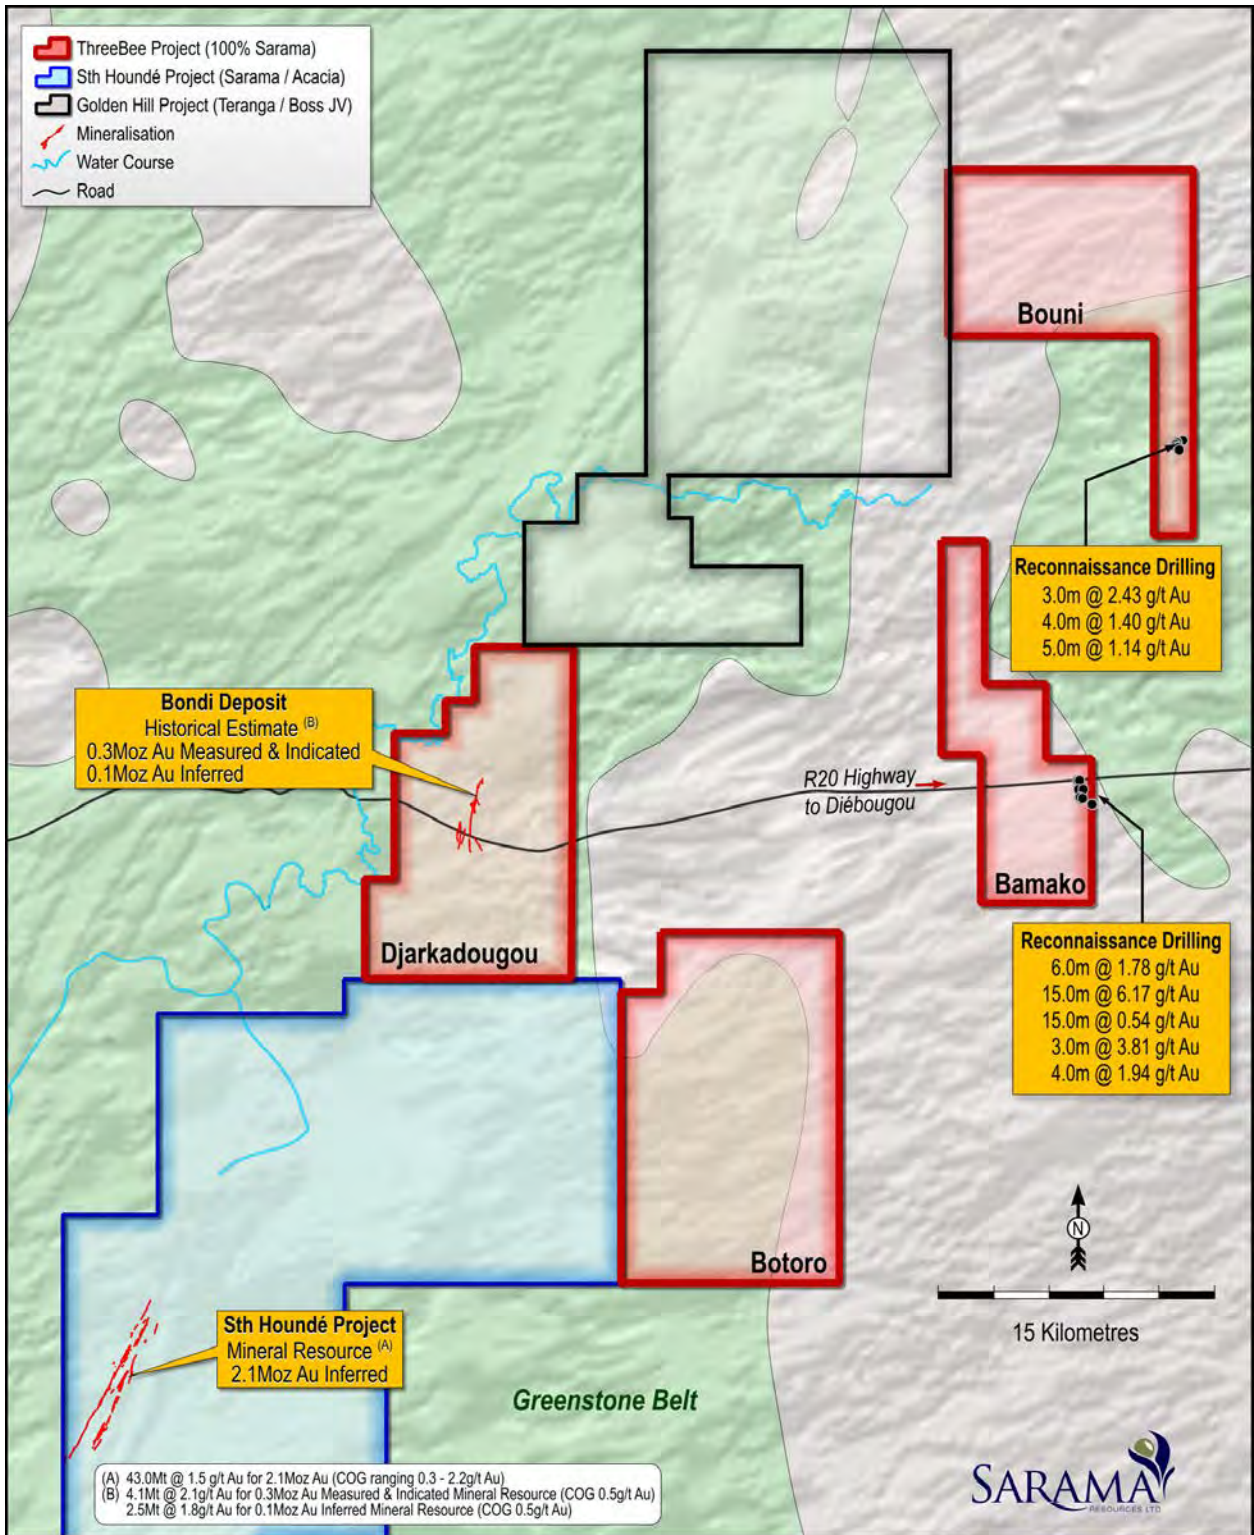 ThreeBee Project (100% Sarama)
Sth Houndé Project (Sarama / Acacia)
Golden Hill Project (Teranga / Boss JV)
Mineralisation
Water Course
Road
Bouni
Reconnaissance Drilling
3.0m @ 2.43 g/t Au
4.0m @ 1.40 g/t Au
5.0m @ 1.14 g/t Au
Bondi Deposit
Historical Estimate (B)
0.3Moz Au Measured & Indicated
0.1Moz Au Inferred
R20 Highway
to Diébougou
Bamako
Djarkadougou
Reconnaissance Drilling
6.0m @ 1.78 g/t Au
15.0m @ 6.17 g/t Au
15.0m @ 0.54 g/t Au
3.0m @ 3.81 g/t Au
4.0m @ 1.94 g/t Au
N
Botoro
15 Kilometres
Sth Houndé Project
Mineral Resource (A)
2.1Moz Au Inferred
Greenstone Belt
(A) 43.0Mt @ 1.5 g/t Au for 2.1Moz Au (COG ranging 0.3 - 2.2g/t Au)
(B) 4.1Mt @ 2.1g/t Au for 0.3Moz Au Measured & Indicated Mineral Resource (COG 0.5g/t Au)
2.5Mt @ 1.8g/t Au for 0.1Moz Au Inferred Mineral Resource (COG 0.5g/t Au)
SARAMA
RESOURCES LTD